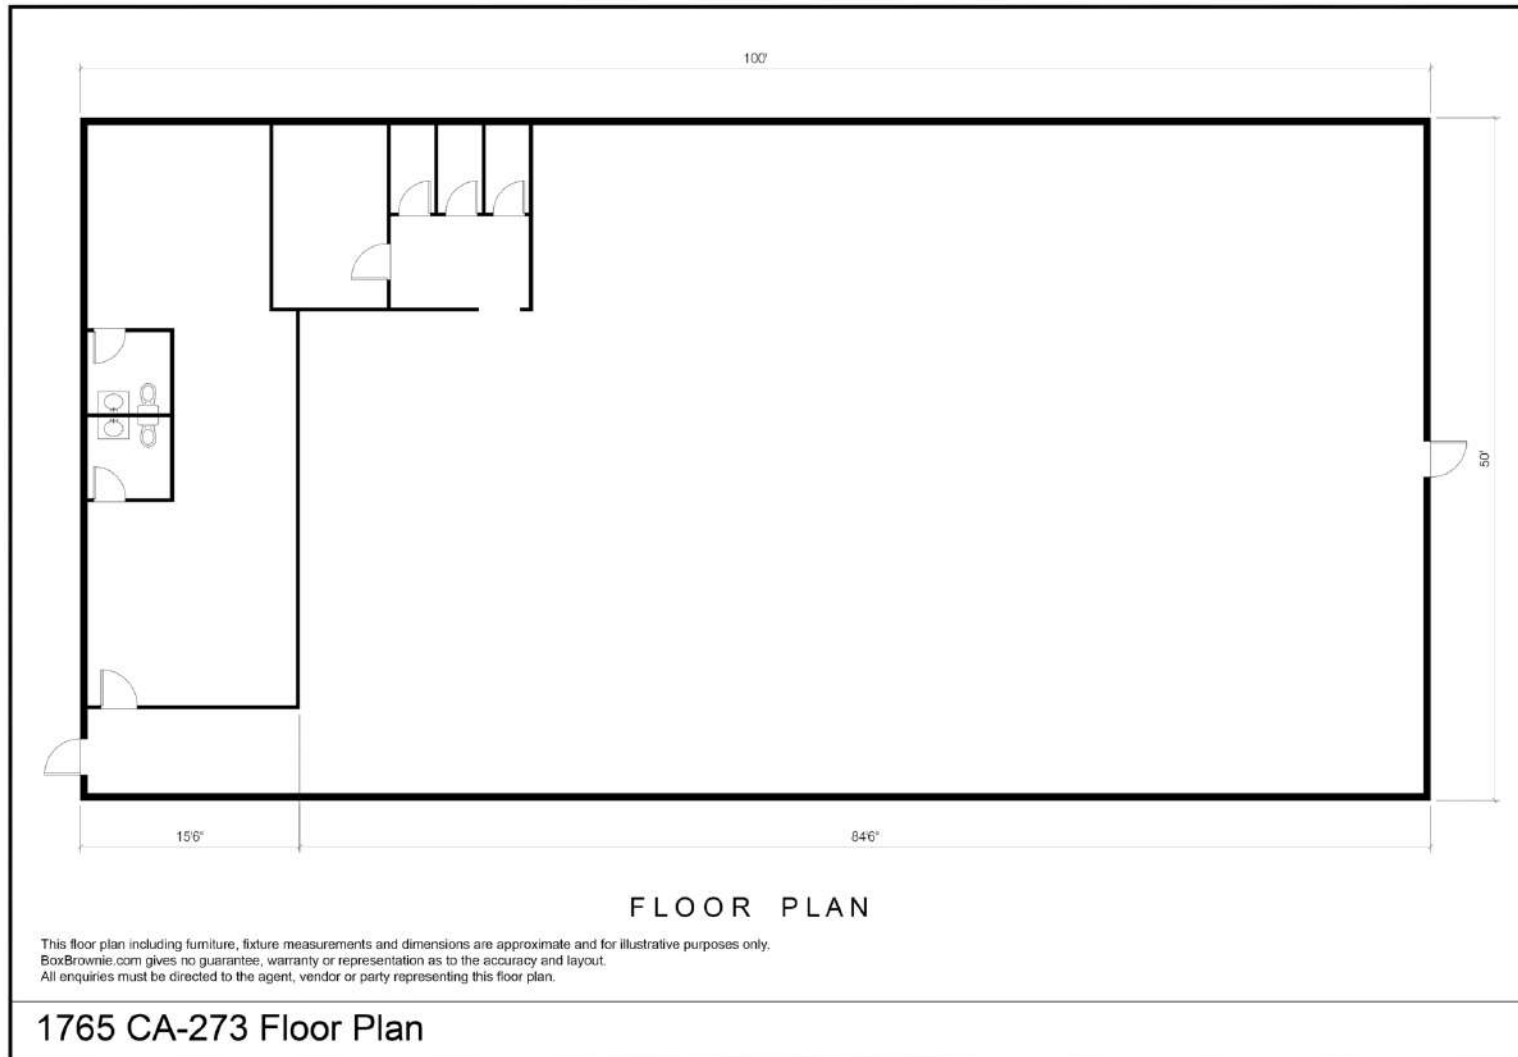 100'
50'
15'6"
84'6"
FLOOR PLAN
This floor plan including furniture, fixture measurements and dimensions are approximate and for illustrative purposes only.
BoxBrownie.com gives no guarantee, warranty or representation as to the accuracy and layout.
All enquiries must be directed to the agent, vendor or party representing this floor plan.
1765 CA-273 Floor Plan